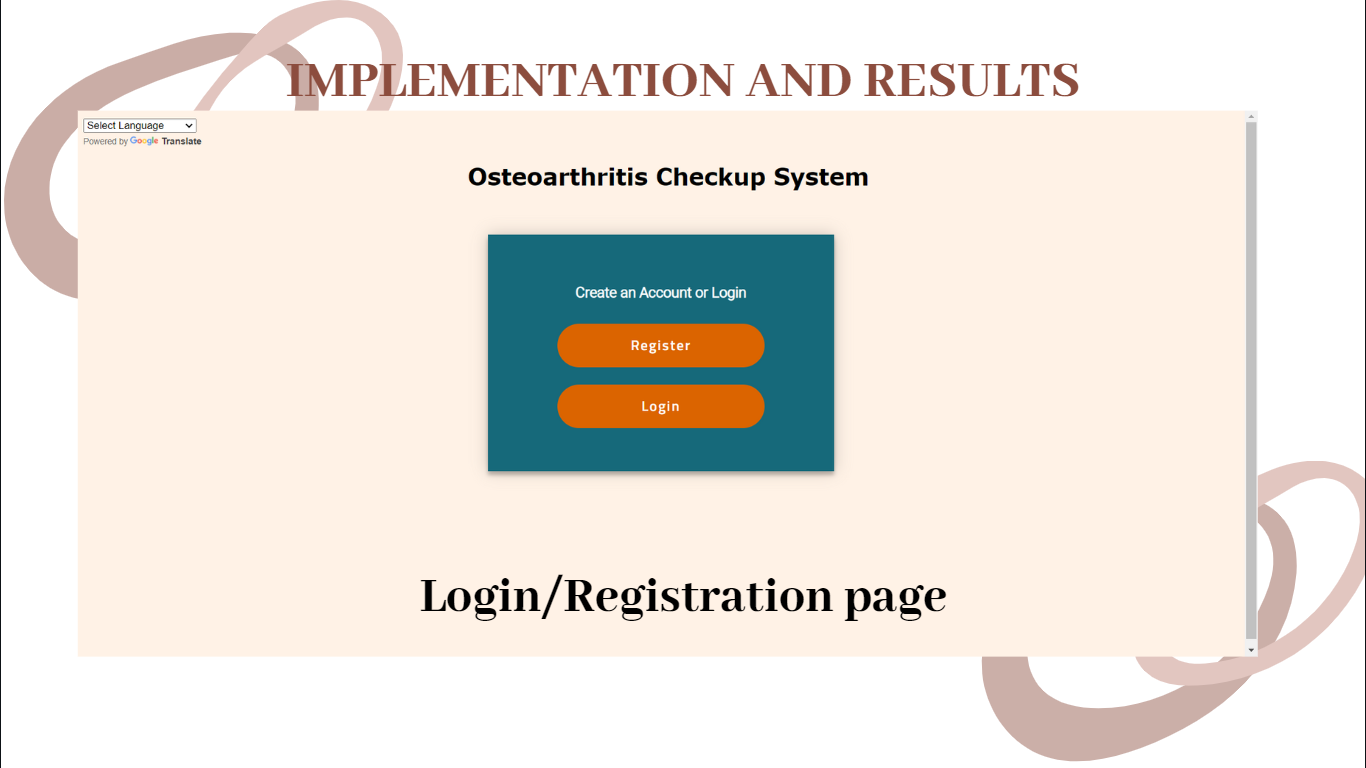 IMPLEMENTATION AND RESULTS
Select Language
Powered by Google Translate
Osteoarthritis Checkup System
Create an Account or Login
Register
Login
Login/Registration page